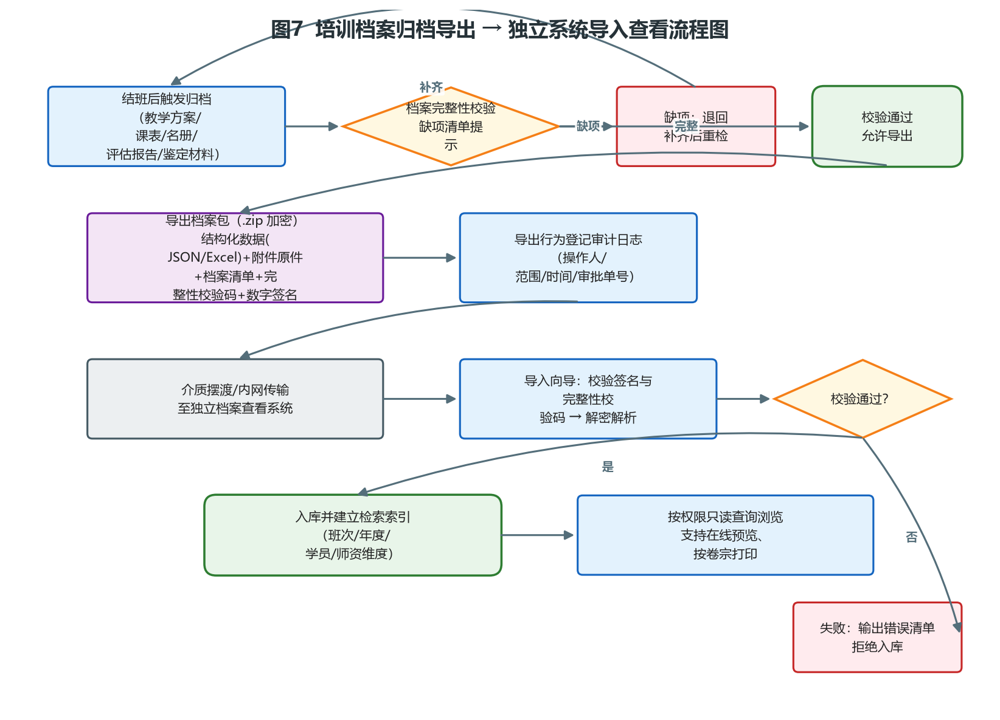 图7 培训档案归档导出 → 独立系统导入查看流程图
结班后触发归档
（教学方案/
课表/名册/
评估报告/鉴定材料）
补齐
档案完整性校验
缺项清单提
示
缺项
缺项：退回
完整
补齐后重检
校验通过
允许导出
导出档案包（.zip 加密）
结构化数据(
JSON/Excel)+附件原件
+档案清单+完
整性校验码+数字签名
导出行为登记审计日志
（操作人/
范围/时间/审批单号）
介质摆渡/内网传输
至独立档案查看系统
导入向导：校验签名与
完整性校
验码 → 解密解析
校验通过？
是
否
入库并建立检索索引
（班次/年度/
学员/师资维度）
按权限只读查询浏览
支持在线预览、
按卷宗打印
失败：输出错误清单
拒绝入库